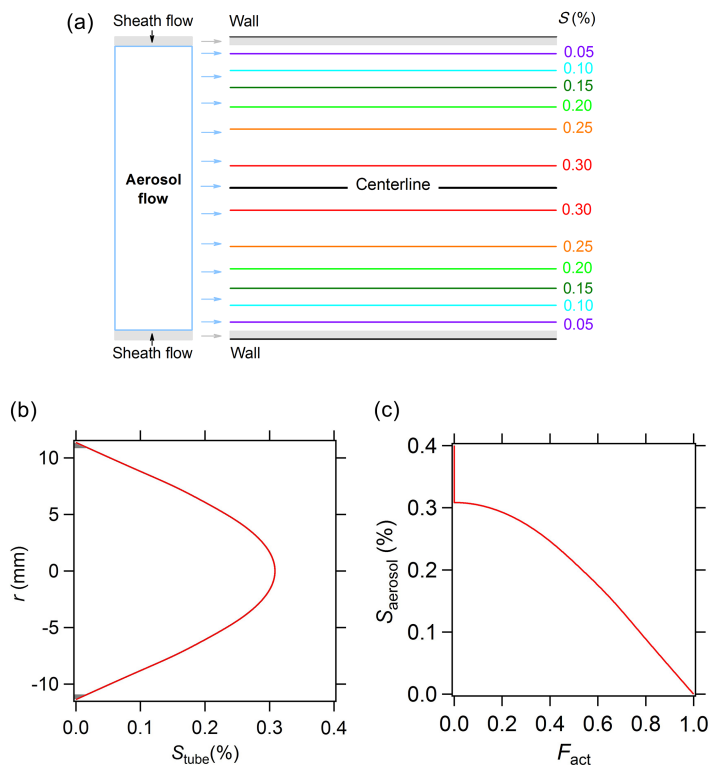 Sheath flow
Wall
S (%)
(a)
0.05
0.10
0.15
0.20
0.25
0.30
Aerosol
flow
Centerline
0.30
0.25
0.20
0.15
0.10
0.05
Sheath flow
Wall
(b)
10
5
0
-5
-10
r (mm)
0.0 0.1 0.2 0.3 0.4
Stube(%)
(c)
0.4
0.3
0.2
0.1
0.0
Saerosol (%)
0.0 0.2 0.4 0.6 0.8 1.0
Fact